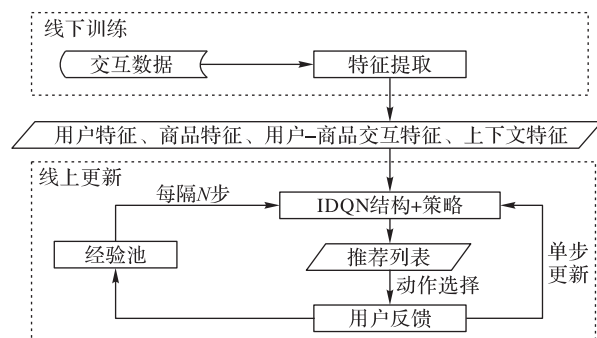 线下训练
交互数据
特征提取
用户特征、商品特征、用户–商品交互特征、上下文特征
线上更新
每隔N步
IDQN结构+策略
经验池
推荐列表
单步
更新
动作选择
用户反馈